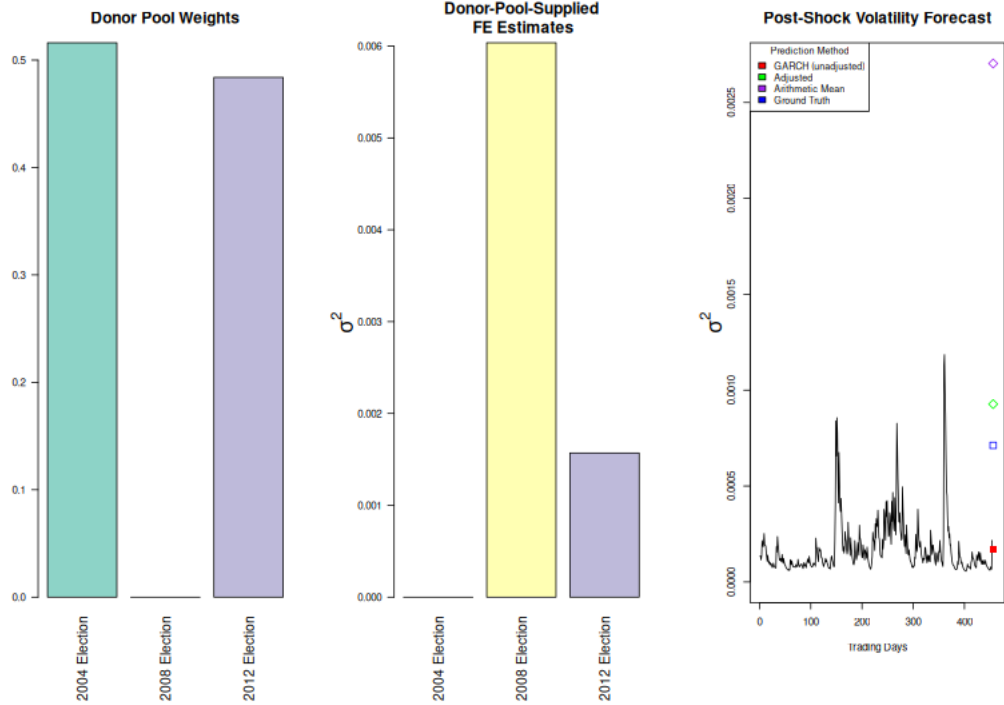 Donor Pool Weights
0.5
0.4
0.3
0.2
0.1
0.0
2004 Election
2008 Election
2012 Election
Donor-Pool-Supplied
FE Estimates
σ²
0.006
0.005
0.004
0.003
0.002
0.001
0.000
2004 Election
2008 Election
2012 Election
Post-Shock Volatility Forecast
Prediction Method
GARCH (unadjusted)
Adjusted
Arithmetic Mean
Ground Truth
σ²
0.0025
0.0020
0.0015
0.0010
0.0005
0.0000
0 100 200 300 400
Trading Days